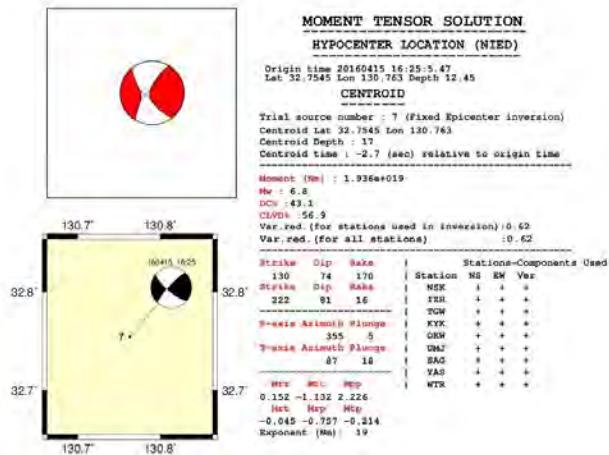 MOMENT TENSOR SOLUTION
HYPOCENTER LOCATION (NIED)
Origin time 20160415 16:25:5.47
Lat 32.7545 Lon 130.763 Depth 12.45
CENTROID
Trial source number : 7 (Fixed Epicenter inversion)
Centroid Lat 32.7545 Lon 130.763
Centroid Depth : 17
Centroid time : -2.7 (sec) relative to origin time
Moment (Nm) : 1.936e+019
Mw : 6.8
DC% : 43.1
CLVD% : 56.9
Var.red. (for stations used in inversion) : 0.62
Var.red. (for all stations) : 0.62
Strike Dip Rake
130 74 170
Strike Dip Rake
222 81 16
P-axis Azimuth Plunge
355 5
T-axis Azimuth Plunge
87 18
Mrr Mtt Mpp
0.152 -1.132 2.226
Mrt Mrp Mtp
-0.045 -0.757 -0.214
Exponent (Nm): 19
Stations-Components Used
Station NS EW Ver
NSK + + +
+ + +
TGW + + +
KYK + + +
OKW + + +
UMJ + + +
SAG + + +
YAS + + +
WTR + + +
130.7° 130.8°
160415 16:25
32.8° 32.8°
7
32.7° 32.7°
130.7° 130.8°